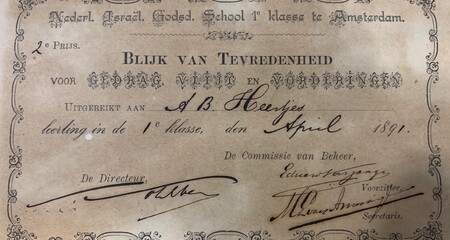 Nederl. Israël. Godsd. School 1e klasse te Amsterdam.
2e Prijs.
Blijk van Tevredenheid
voor Gedrag, Vlijt en Vorderingen
Uitgereikt aan A B. Heertjes
leerling in de 1e klasse, den April 1891.
De Commissie van Beheer,
De Directeur,
Voorzitter.
Secretaris.